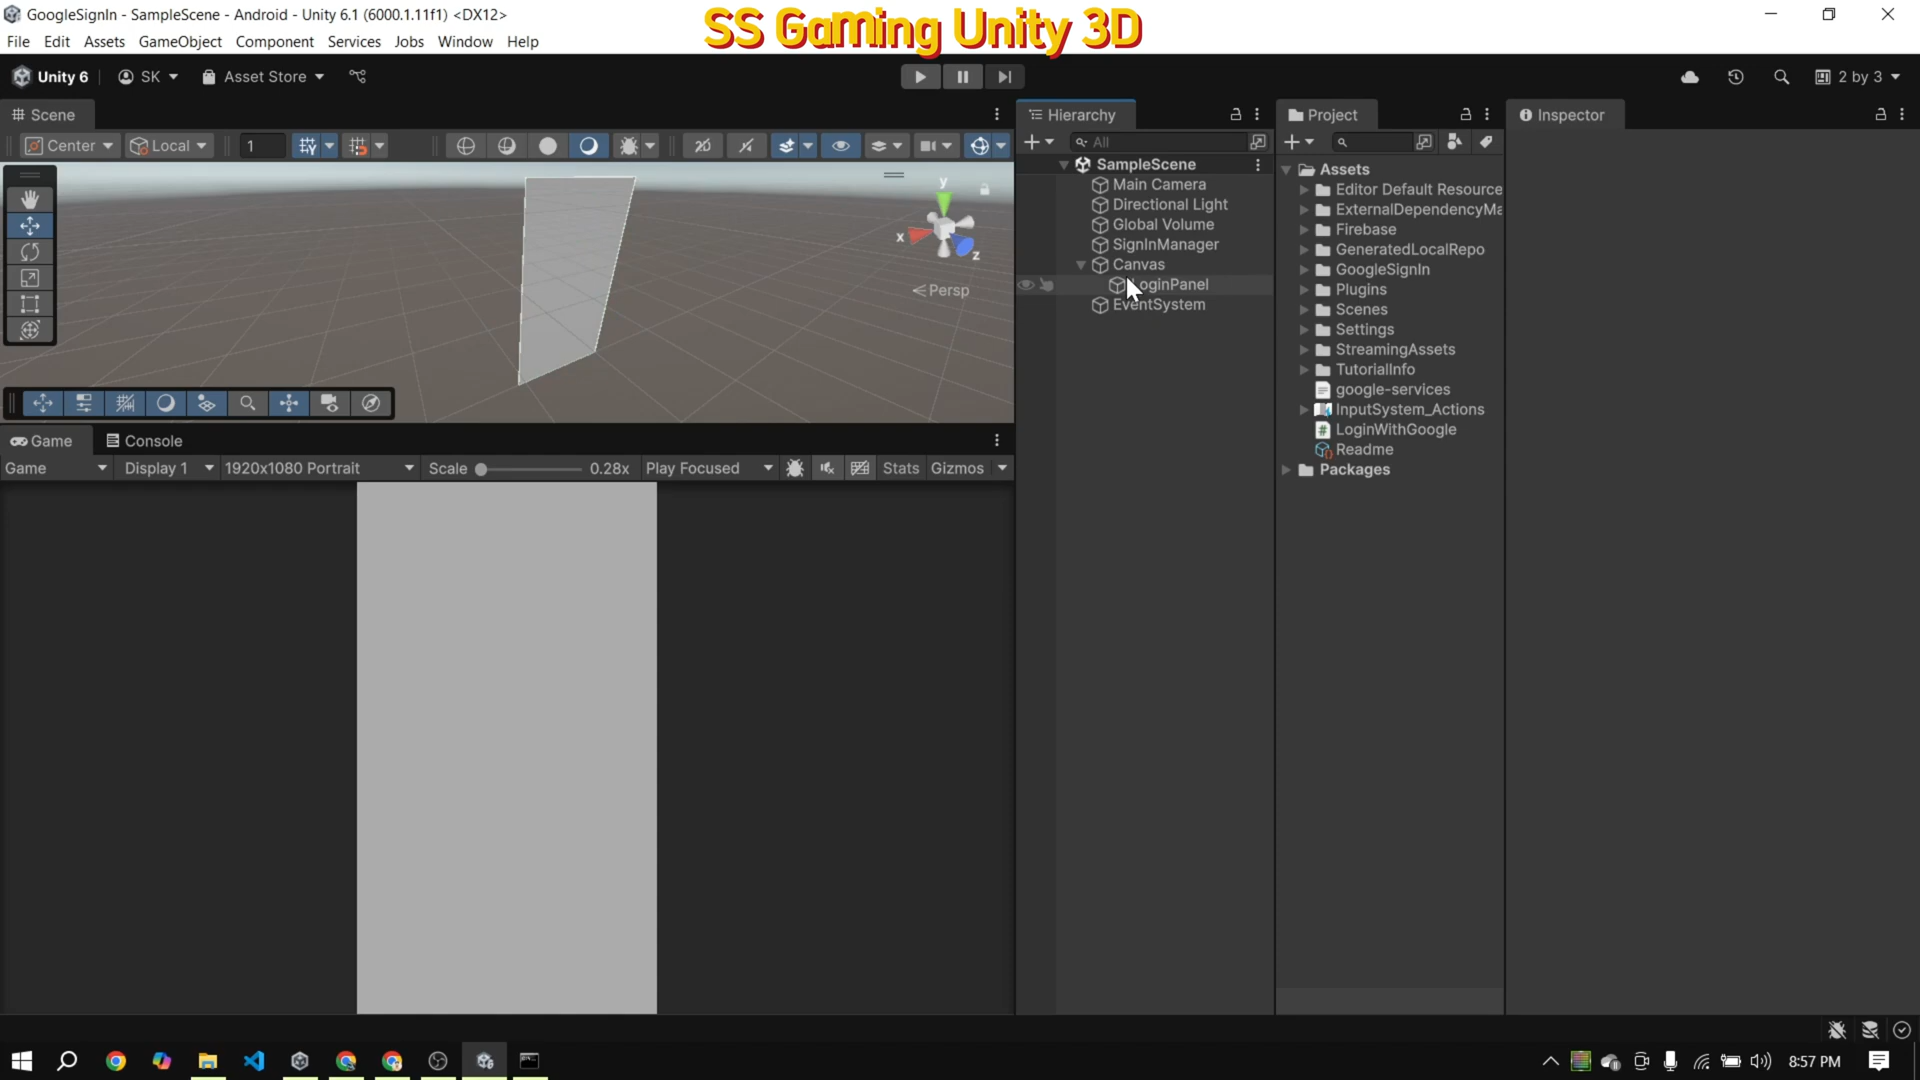 GoogleSignIn - SampleScene - Android - Unity 6.1 (6000.1.11f1) <DX12>
SS Gaming Unity 3D
File Edit Assets GameObject Component Services Jobs Window Help
Unity 6 SK Asset Store 2 by 3
Scene
Center Local 1
y
x
z
Persp
Game Console
Game Display 1 1920x1080 Portrait Scale 0.28x Play Focused Stats Gizmos
Hierarchy
All
SampleScene
Main Camera
Directional Light
Global Volume
SignInManager
Canvas
LoginPanel
EventSystem
Project
Assets
Editor Default Resource
ExternalDependencyMa
Firebase
GeneratedLocalRepo
GoogleSignIn
Plugins
Scenes
Settings
StreamingAssets
TutorialInfo
google-services
InputSystem_Actions
LoginWithGoogle
Readme
Packages
Inspector
8:57 PM